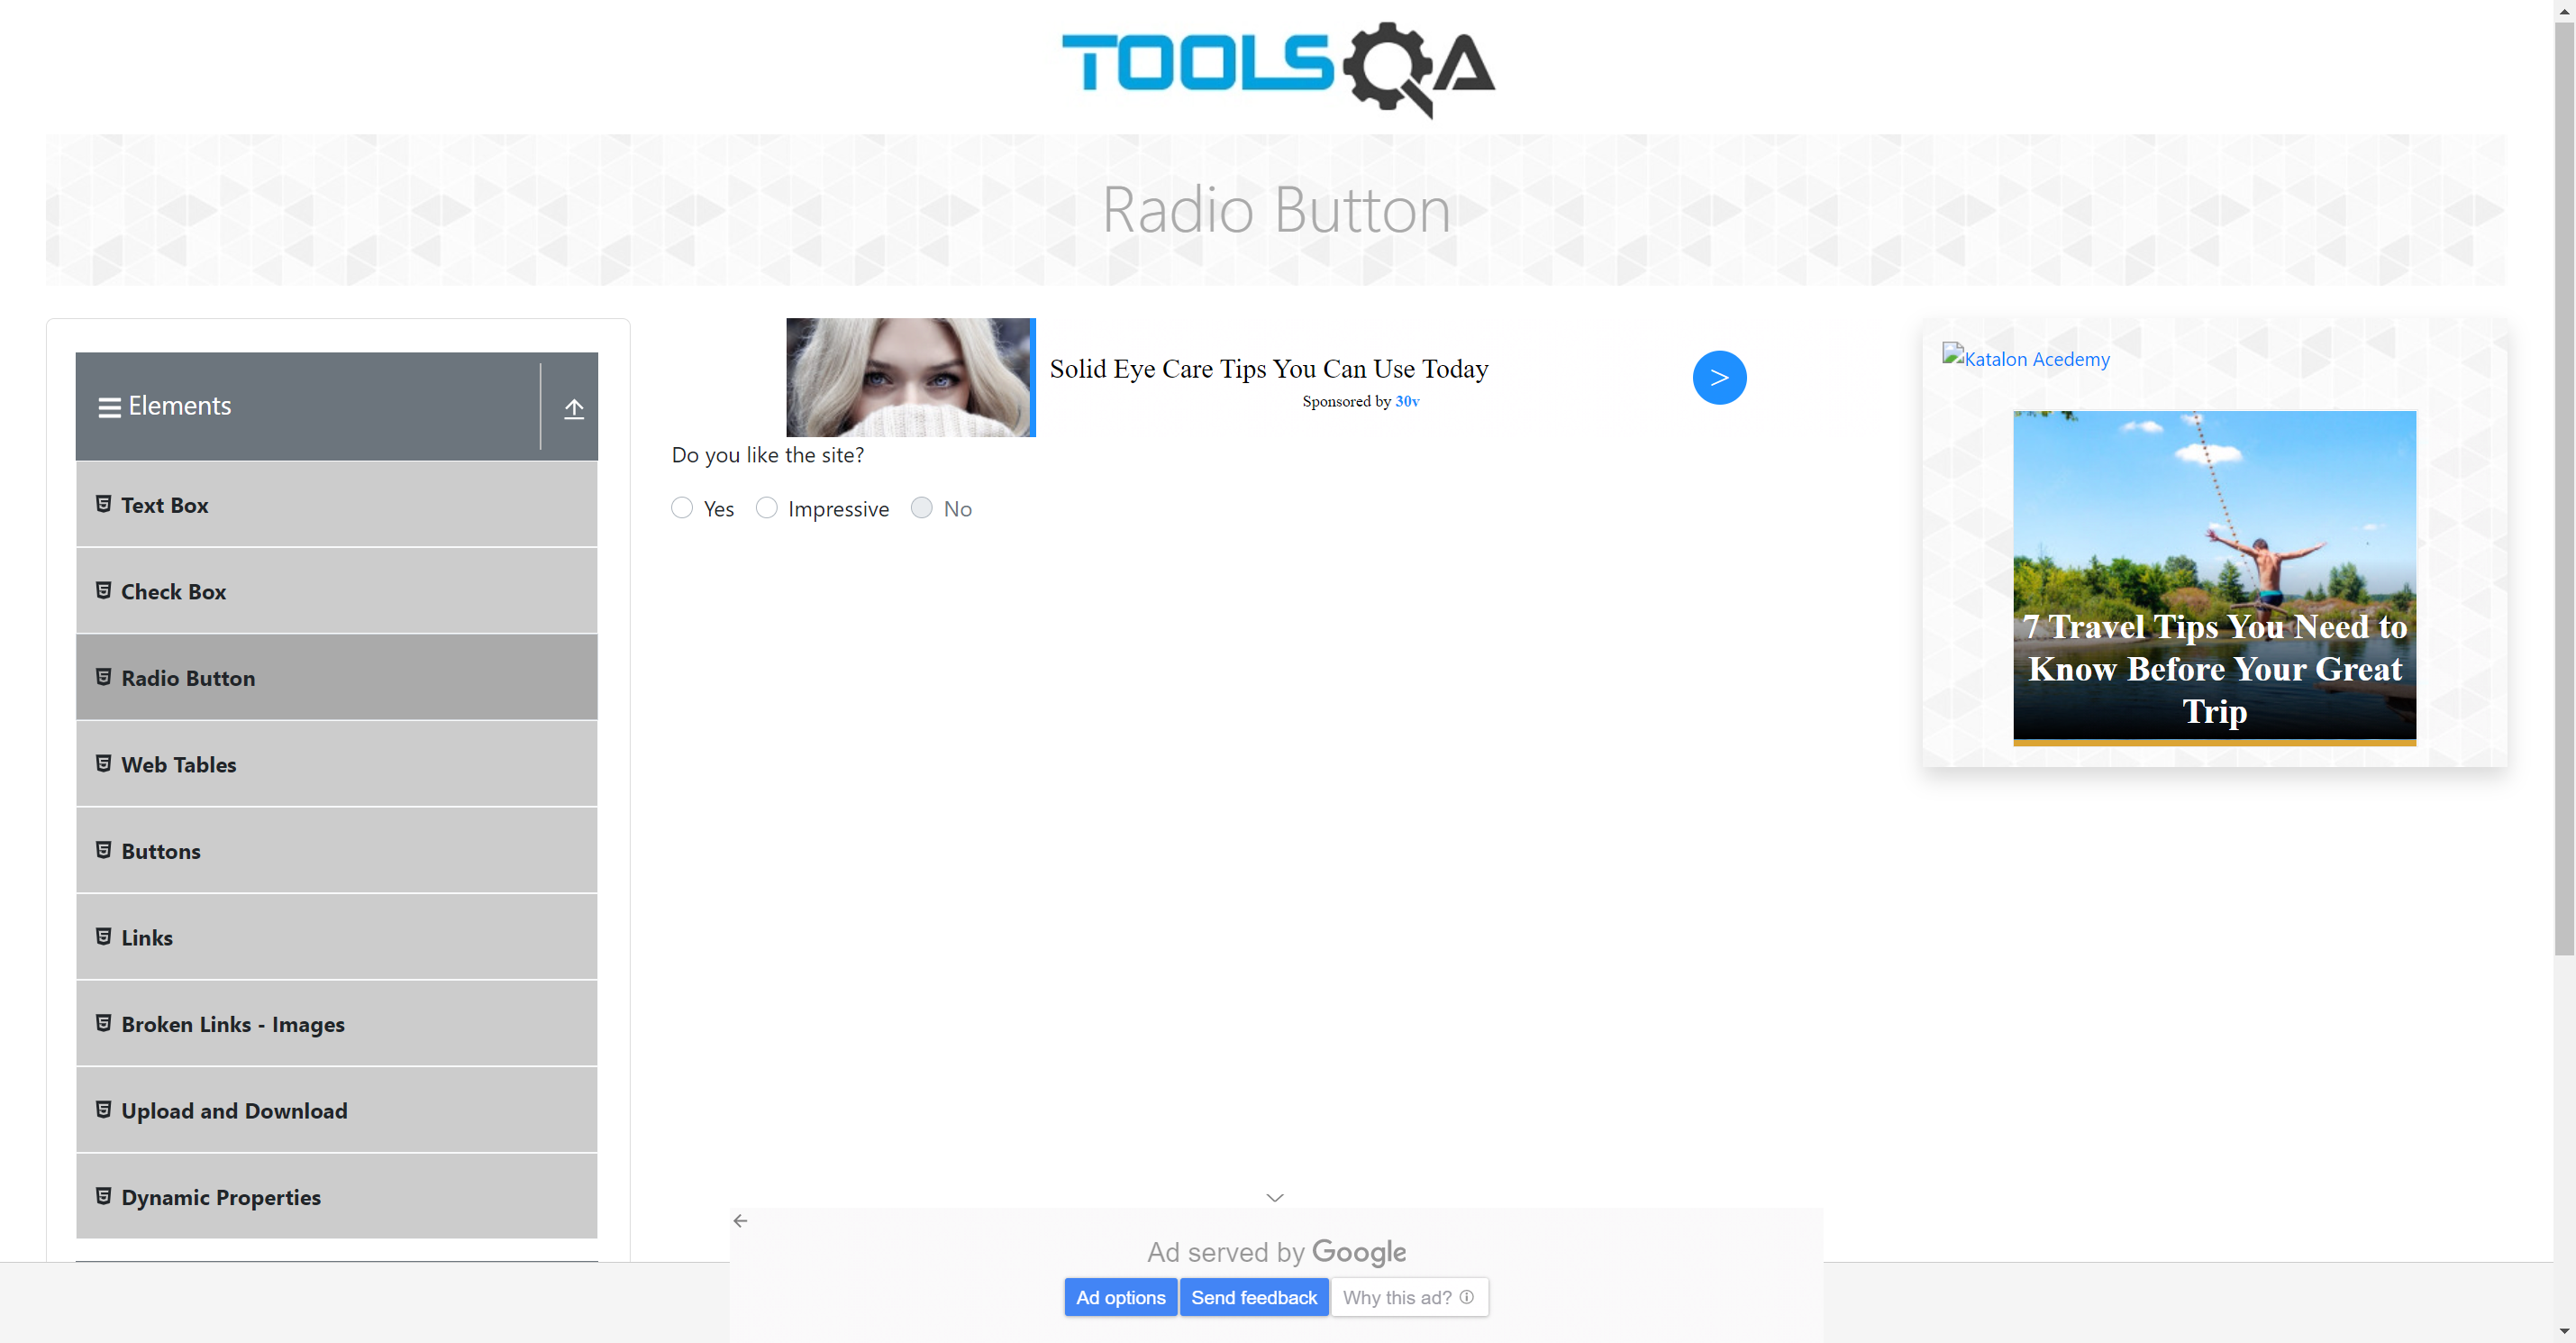 TOOLSQA
Radio Button
Elements
Text Box
Check Box
Radio Button
Web Tables
Buttons
Links
Broken Links - Images
Upload and Download
Dynamic Properties
Solid Eye Care Tips You Can Use Today
Sponsored by 30v
>
Do you like the site?
Yes Impressive No
Katalon Acedemy
7 Travel Tips You Need to
Know Before Your Great
Trip
Ad served by Google
Ad options Send feedback Why this ad?